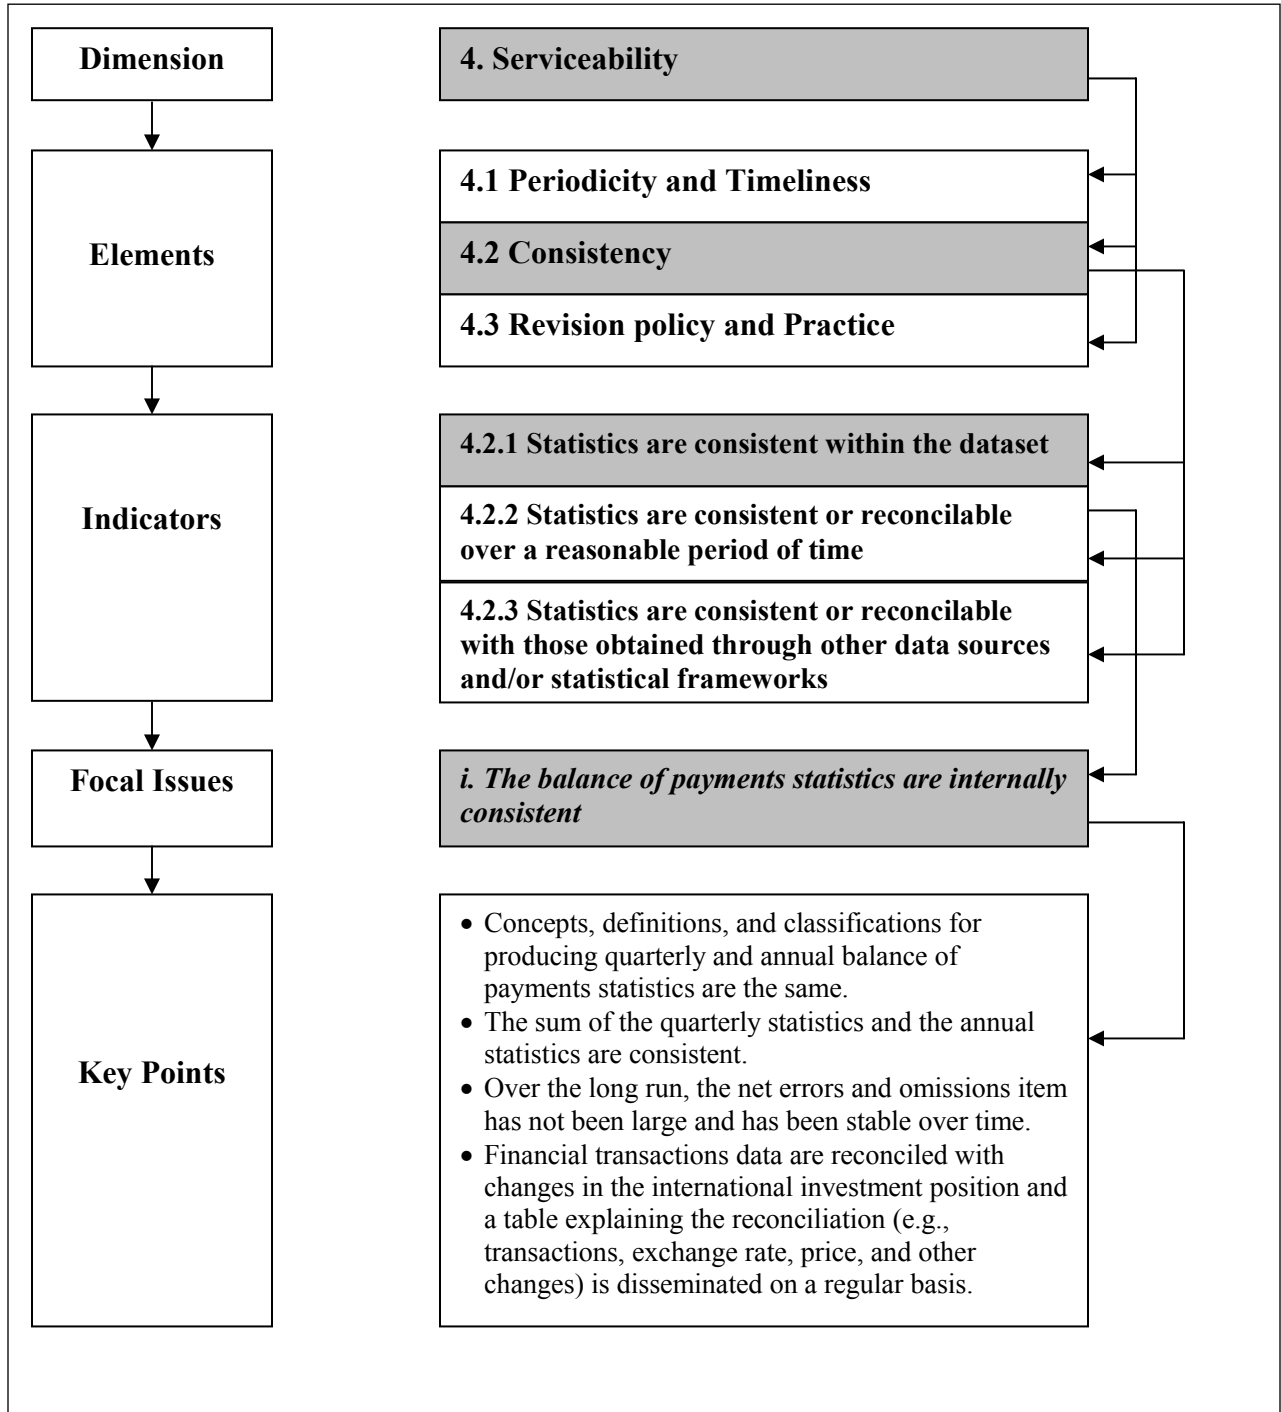 Dimension
4. Serviceability
Elements
4.1 Periodicity and Timeliness
4.2 Consistency
4.3 Revision policy and Practice
Indicators
4.2.1 Statistics are consistent within the dataset
4.2.2 Statistics are consistent or reconcilable
over a reasonable period of time
4.2.3 Statistics are consistent or reconcilable
with those obtained through other data sources
and/or statistical frameworks
Focal Issues
i. The balance of payments statistics are internally
consistent
Key Points
• Concepts, definitions, and classifications for
producing quarterly and annual balance of
payments statistics are the same.
• The sum of the quarterly statistics and the annual
statistics are consistent.
• Over the long run, the net errors and omissions item
has not been large and has been stable over time.
• Financial transactions data are reconciled with
changes in the international investment position and
a table explaining the reconciliation (e.g.,
transactions, exchange rate, price, and other
changes) is disseminated on a regular basis.